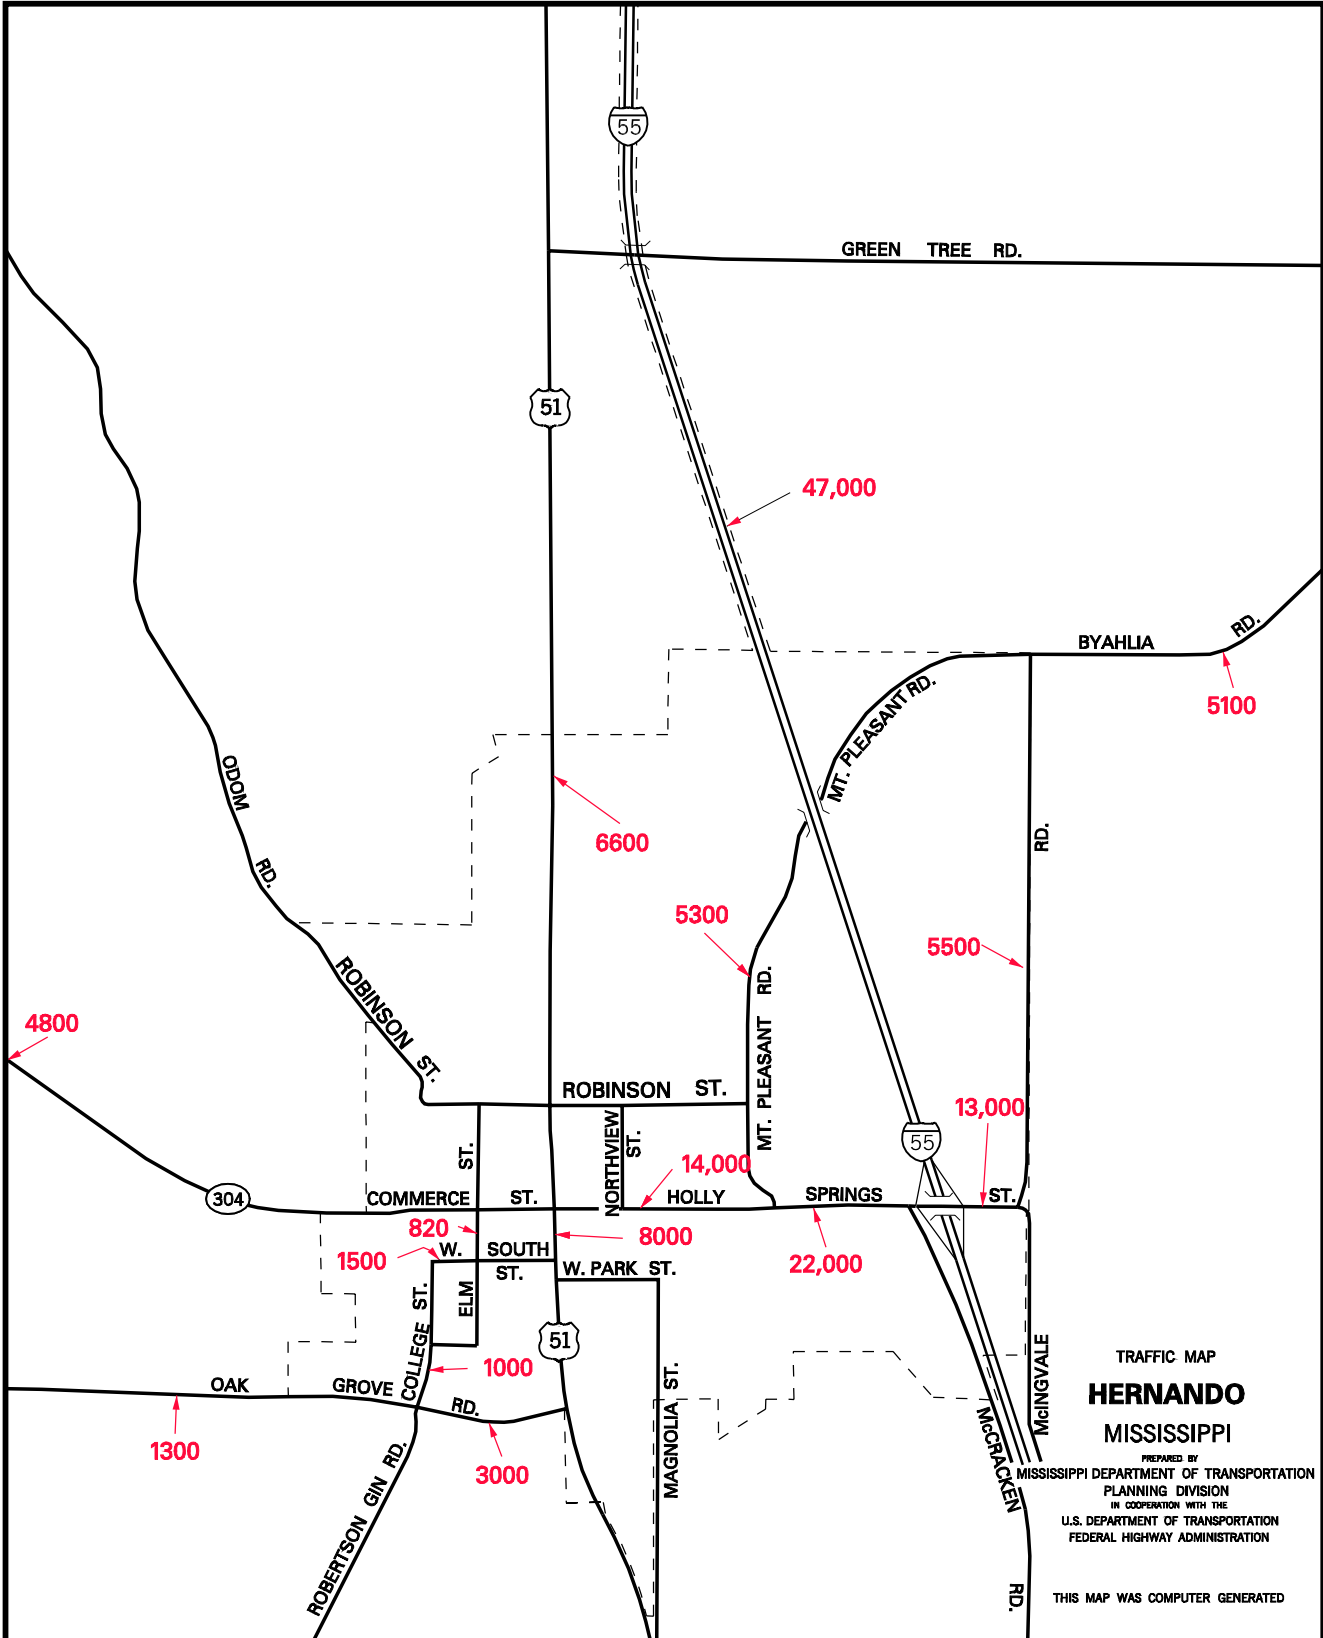 55
GREEN TREE RD.
51
47,000
BYAHLIA RD.
5100
MT. PLEASANT RD.
ODOM RD.
6600
RD.
5300
5500
ROBINSON ST.
4800
MT. PLEASANT RD.
ROBINSON ST.
13,000
55
NORTHVIEW ST.
ST.
14,000
304
COMMERCE ST.
HOLLY SPRINGS ST.
820
8000
1500
W. SOUTH ST.
22,000
W. PARK ST.
ELM
COLLEGE ST.
51
1000
McINGVALE
OAK GROVE RD.
MAGNOLIA ST.
1300
3000
McCRACKEN RD.
ROBERTSON GIN RD.
TRAFFIC MAP
HERNANDO
MISSISSIPPI
PREPARED BY
MISSISSIPPI DEPARTMENT OF TRANSPORTATION
PLANNING DIVISION
IN COOPERATION WITH THE
U.S. DEPARTMENT OF TRANSPORTATION
FEDERAL HIGHWAY ADMINISTRATION
THIS MAP WAS COMPUTER GENERATED